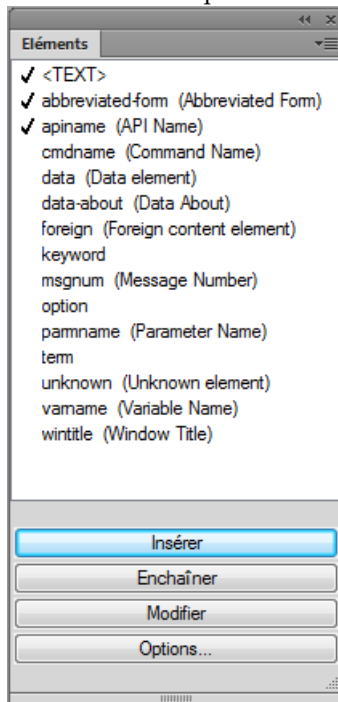 Eléments
<TEXT>
abbreviated-form (Abbreviated Form)
apiname (API Name)
cmdname (Command Name)
data (Data element)
data-about (Data About)
foreign (Foreign content element)
keyword
msgnum (Message Number)
option
parmname (Parameter Name)
term
unknown (Unknown element)
varname (Variable Name)
wintitle (Window Title)
Insérer
Enchaîner
Modifier
Options...